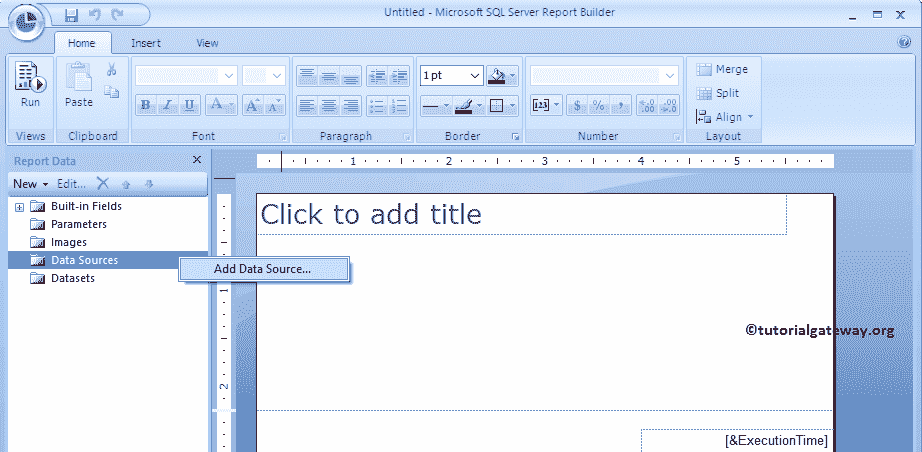 Untitled - Microsoft SQL Server Report Builder
Home Insert View
Run
Paste
1pt
Merge
Split
Align
B I U A A A
$ % ,
Views Clipboard Font Paragraph Border Number Layout
Report Data
New Edit...
Built-in Fields
Parameters
Images
Data Sources
Add Data Source...
Datasets
1 2 3 4 5
1
2
Click to add title
©tutorialgateway.org
[&ExecutionTime]